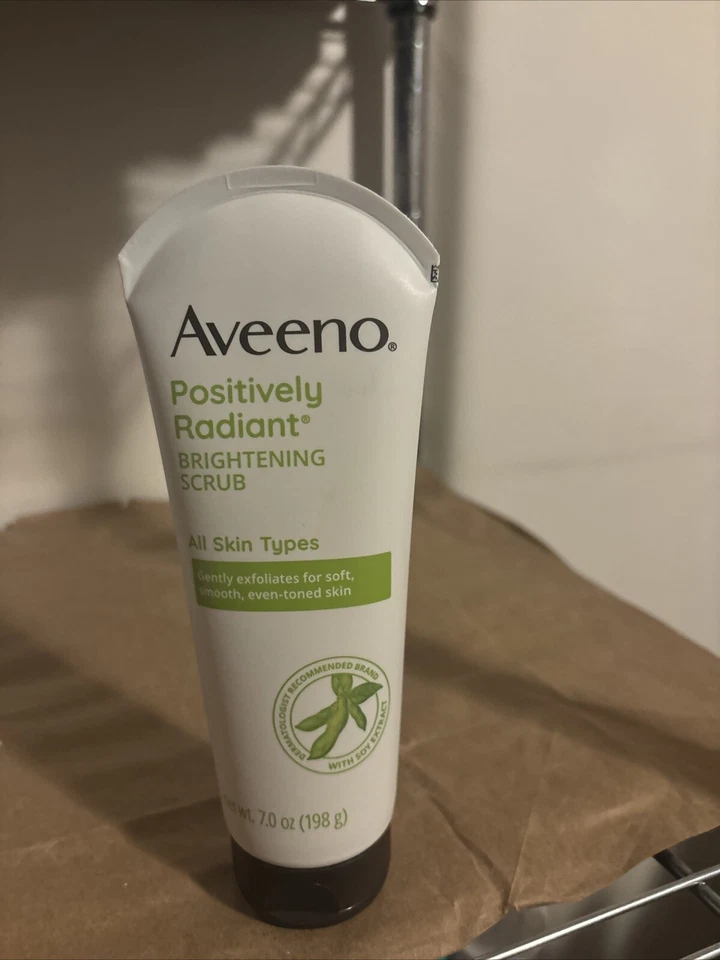 Aveeno®
Positively
Radiant®
BRIGHTENING
SCRUB
All Skin Types
Gently exfoliates for soft,
smooth, even-toned skin
DERMATOLOGIST RECOMMENDED BRAND
WITH SOY EXTRACT
wt. 7.0 oz (198 g)